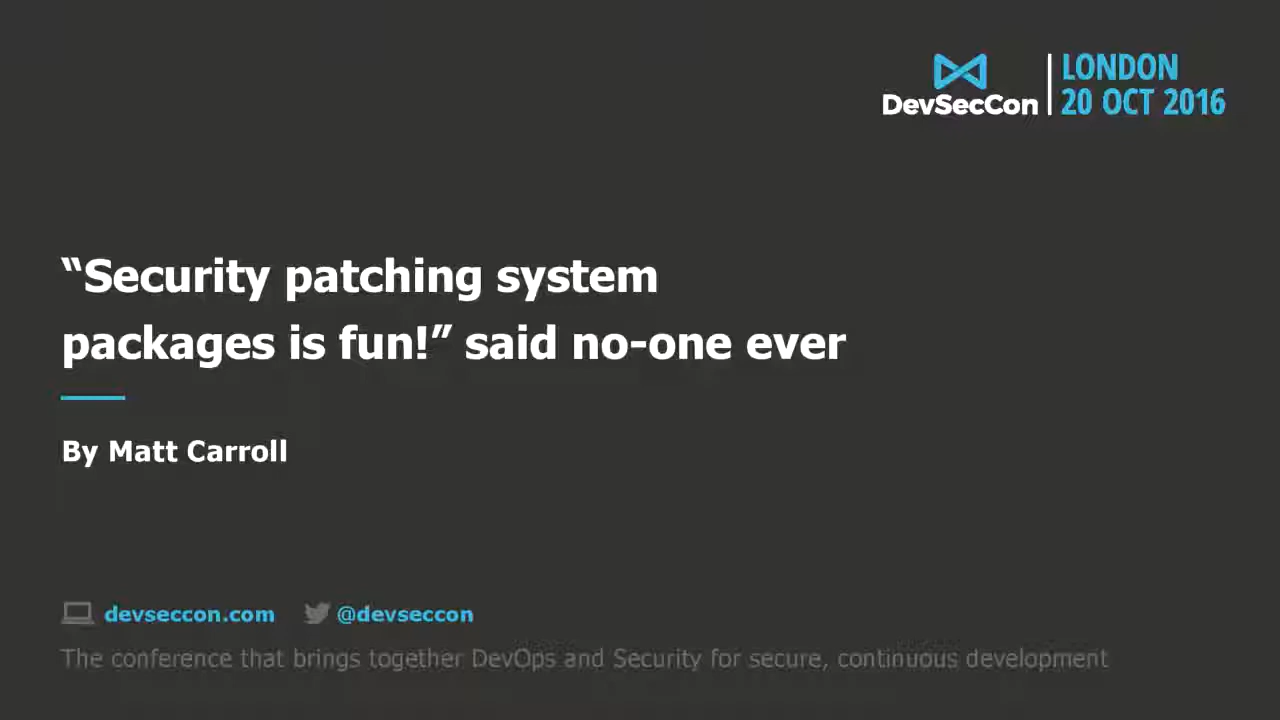 DevSecCon
LONDON
20 OCT 2016
“Security patching system
packages is fun!” said no-one ever
By Matt Carroll
devseccon.com @devseccon
The conference that brings together DevOps and Security for secure, continuous development